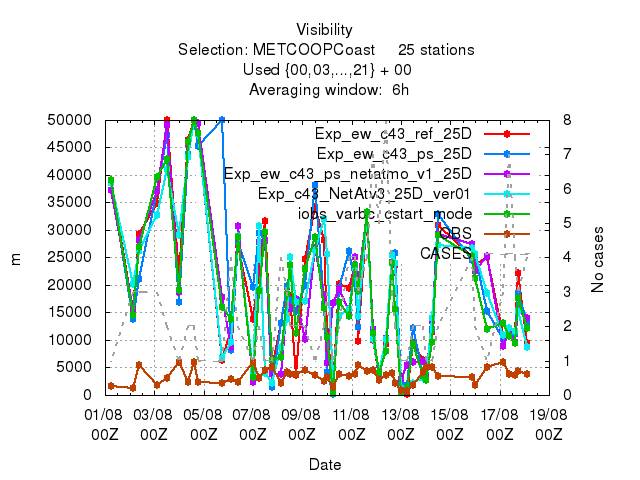 Visibility
Selection: METCOOPCoast 25 stations
Used {00,03,...,21} + 00
Averaging window: 6h
50000
45000
40000
35000
30000
25000
20000
15000
10000
5000
0
m
8
7
6
5
4
3
2
1
0
No cases
Exp_ew_c43_ref_25D
Exp_ew_c43_ps_25D
Exp_ew_c43_ps_netatmo_v1_25D
Exp_c43_NetAtv3_25D_ver01
iobs_varbc_cstart_mode
OBS
CASES
01/08 03/08 05/08 07/08 09/08 11/08 13/08 15/08 17/08 19/08
00Z 00Z 00Z 00Z 00Z 00Z 00Z 00Z 00Z 00Z
Date